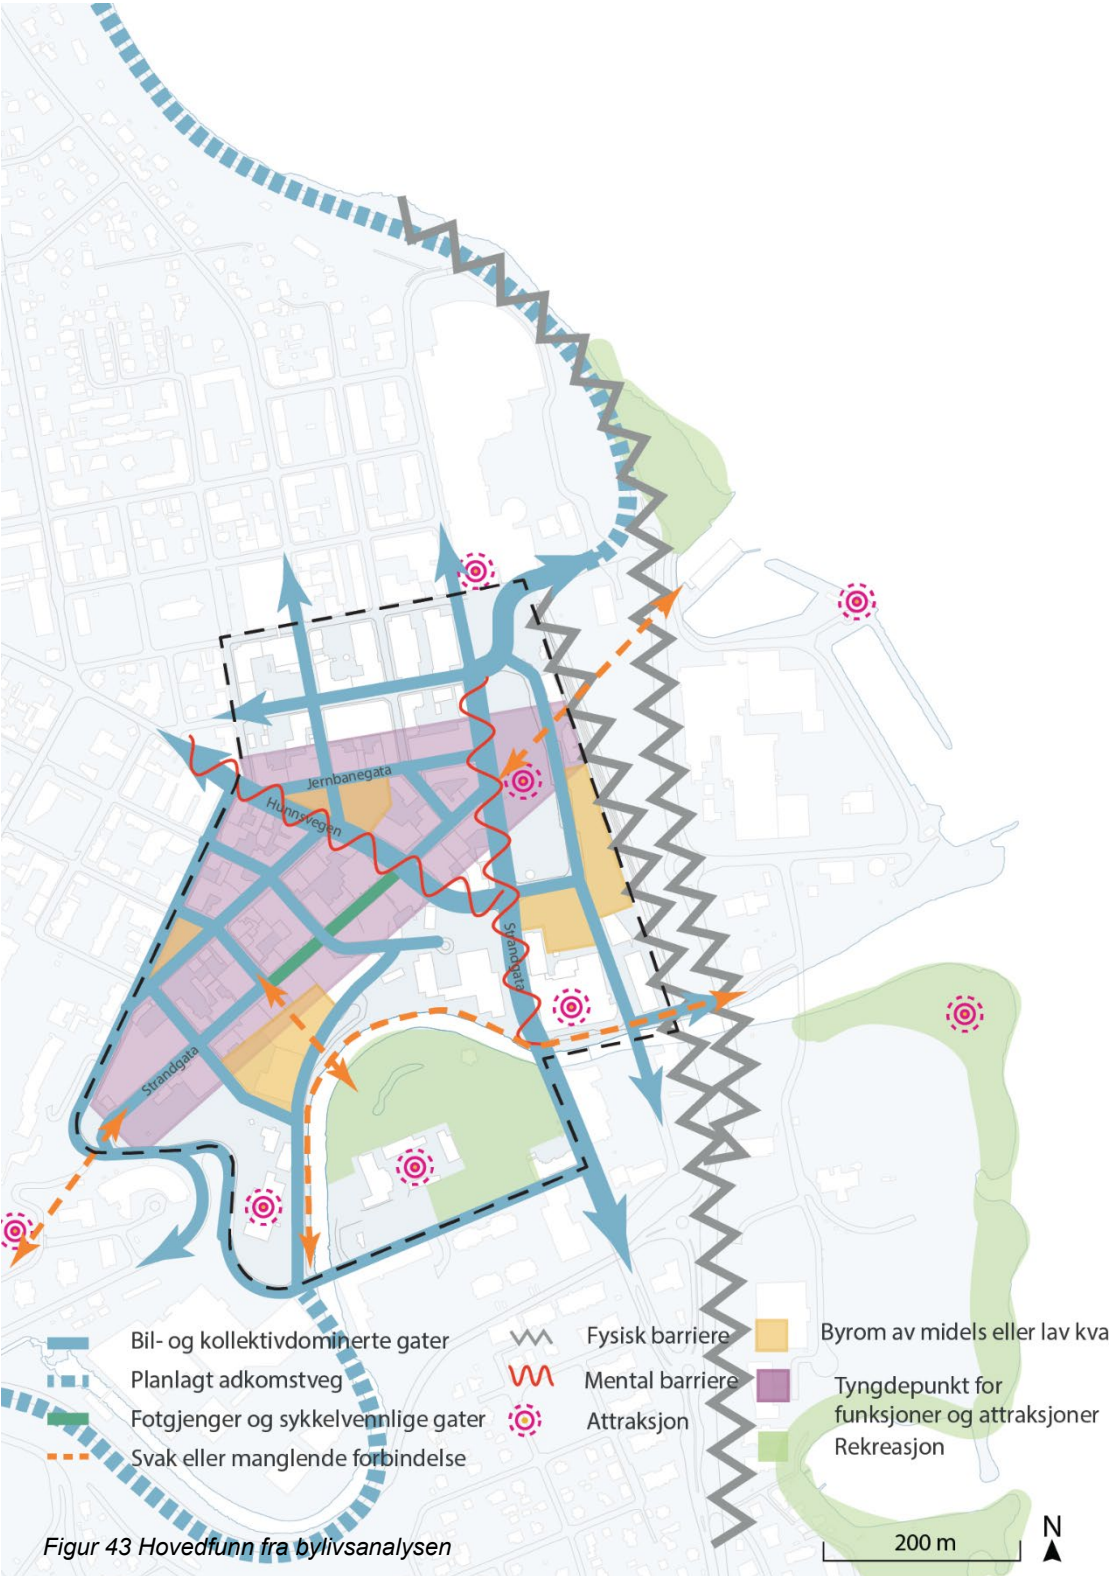 Jernbanegata
Hunnsvegen
Strandgata
Strandgata
Bil- og kollektivdominerte gater
Planlagt adkomstveg
Fotgjenger og sykkelvennlige gater
Svak eller manglende forbindelse
Fysisk barriere
Mental barriere
Attraksjon
Byrom av midels eller lav kva
Tyngdepunkt for
funksjoner og attraksjoner
Rekreasjon
Figur 43 Hovedfunn fra bylivsanalysen
200 m
N